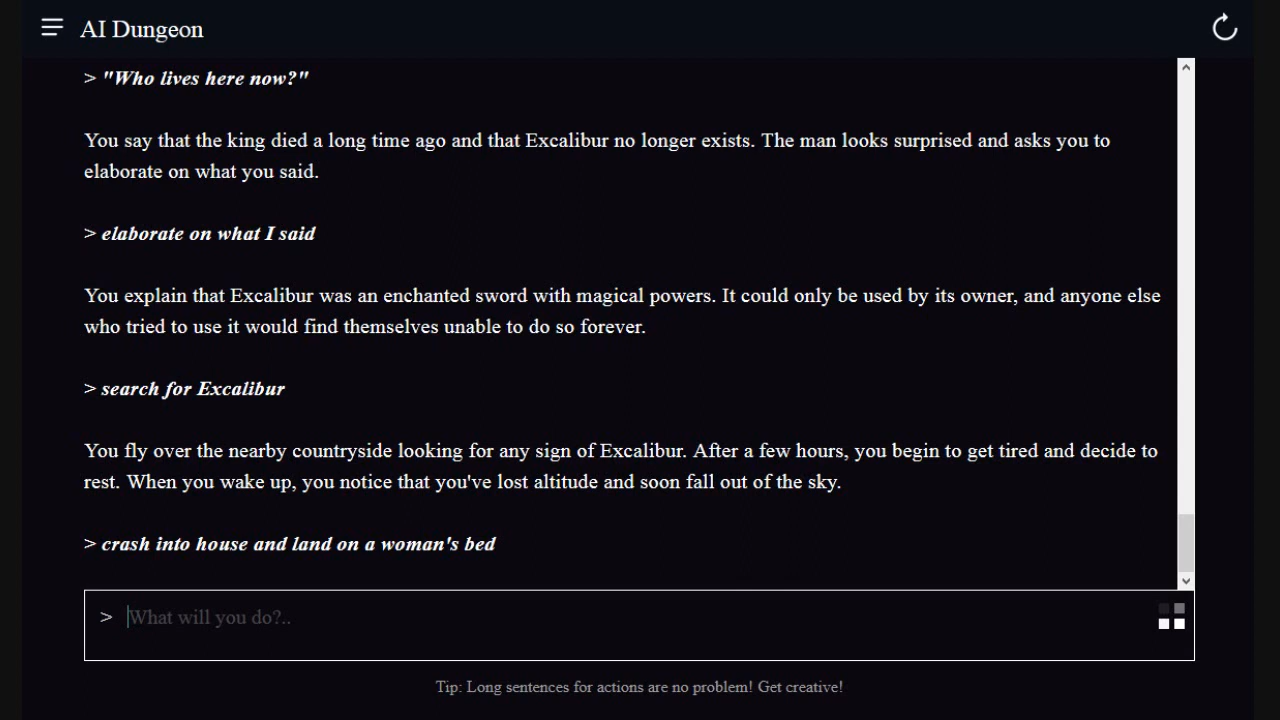 AI Dungeon
> "Who lives here now?"
You say that the king died a long time ago and that Excalibur no longer exists. The man looks surprised and asks you to
elaborate on what you said.
> elaborate on what I said
You explain that Excalibur was an enchanted sword with magical powers. It could only be used by its owner, and anyone else
who tried to use it would find themselves unable to do so forever.
> search for Excalibur
You fly over the nearby countryside looking for any sign of Excalibur. After a few hours, you begin to get tired and decide to
rest. When you wake up, you notice that you've lost altitude and soon fall out of the sky.
> crash into house and land on a woman's bed
> What will you do?..
Tip: Long sentences for actions are no problem! Get creative!